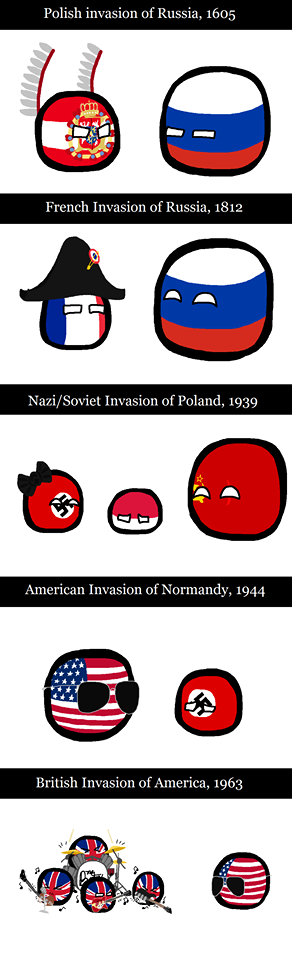 Polish invasion of Russia, 1605
French Invasion of Russia, 1812
Nazi/Soviet Invasion of Poland, 1939
American Invasion of Normandy, 1944
British Invasion of America, 1963